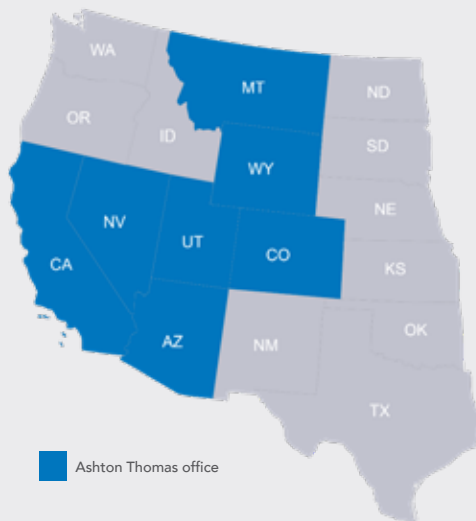 WA
MT
ND
OR
ID
SD
WY
NE
NV
UT
CO
CA
KS
AZ
NM
OK
TX
Ashton Thomas office